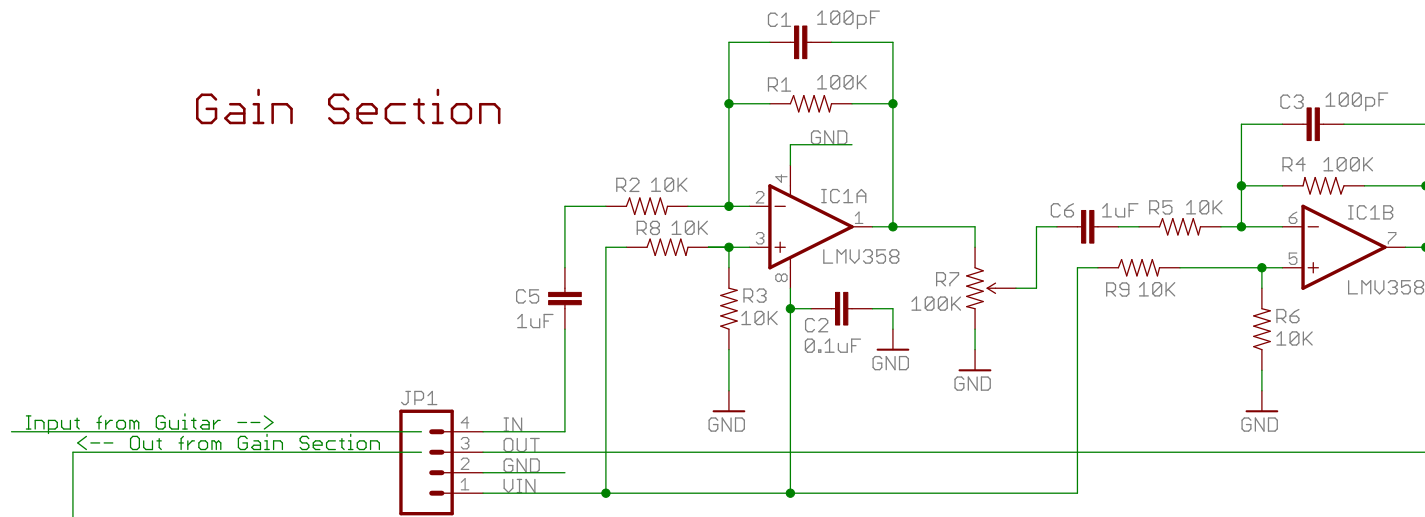 C1 100pF
Gain Section
R1 100K
C3 100pF
GND
R4 100K
4
R2 10K
2
IC1A
1
R8 10K
3
LMV358
8
C6 1uF
R5 10K
6
IC1B
7
5
LMV358
R9 10K
C5
1uF
R3
10K
C2
0.1uF
GND
R7
100K
R6
10K
GND
GND
GND
JP1
Input from Guitar -->
4 IN
<-- Out from Gain Section
3 OUT
2 GND
1 VIN